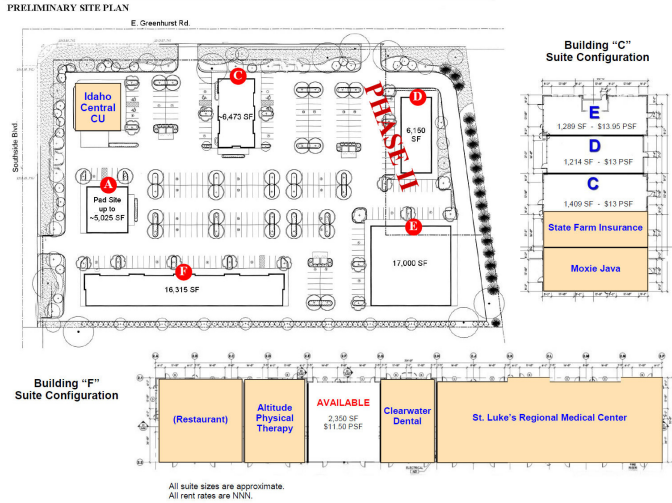 PRELIMINARY SITE PLAN
E. Greenhurst Rd.
Southside Blvd.
Idaho
Central
CU
C
~6,473 SF
PHASE II
D
6,160
SF
A
Pad Site
up to
~5,025 SF
E
17,000 SF
F
16,315 SF
Building “C”
Suite Configuration
E
1,289 SF - $13.95 PSF
D
1,214 SF - $13 PSF
C
1,409 SF - $13 PSF
State Farm Insurance
Moxie Java
Building “F”
Suite Configuration
(Restaurant)
Altitude
Physical
Therapy
AVAILABLE
2,350 SF
$11.50 PSF
Clearwater
Dental
St. Luke's Regional Medical Center
All suite sizes are approximate.
All rent rates are NNN.